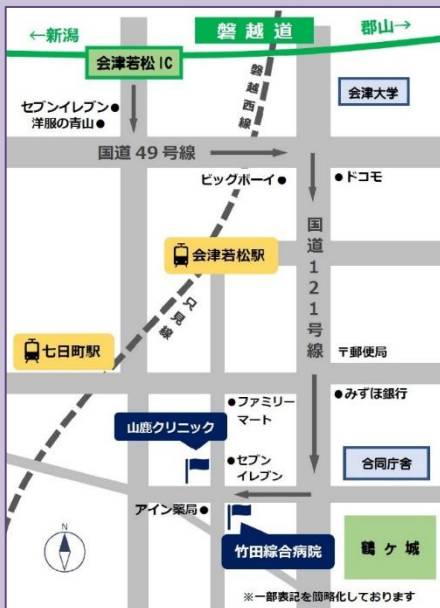 ←新潟
磐越道
郡山→
会津若松IC
磐越西線
会津大学
セブンイレブン●
洋服の青山●
国道49号線
ビッグボーイ●
●ドコモ
国道121号線
会津若松駅
只見線
七日町駅
〒郵便局
●ファミリー
マート
●みずほ銀行
山鹿クリニック
●セブン
イレブン
合同庁舎
アイン薬局●
N
竹田綜合病院
鶴ヶ城
※一部表記を簡略化しております